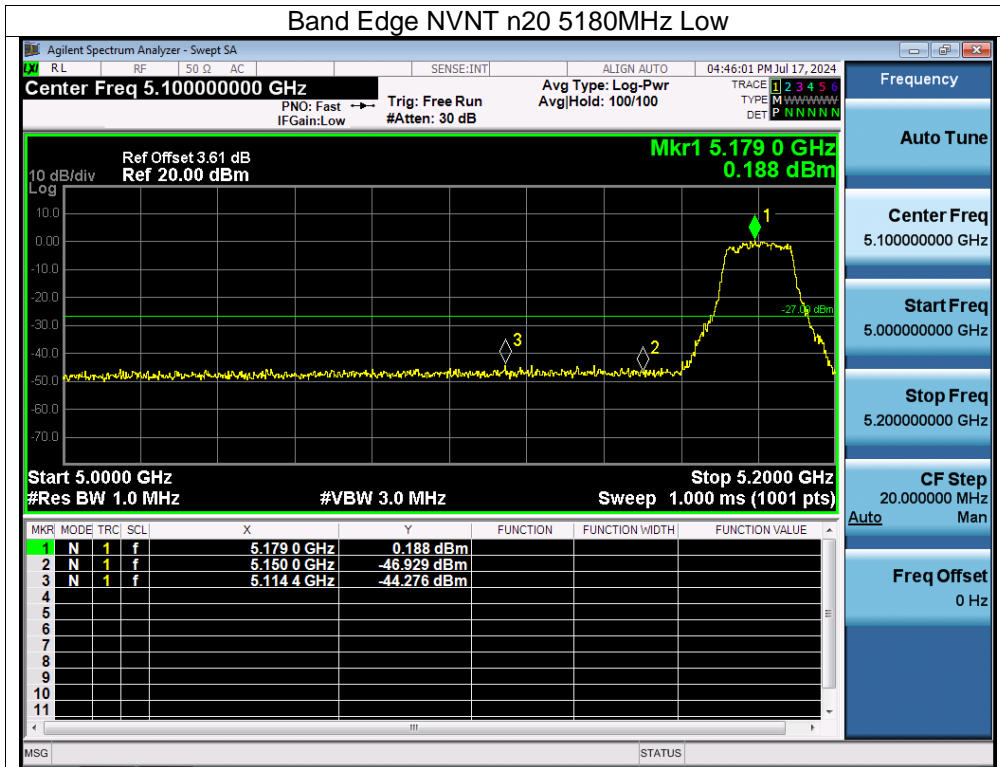 Band Edge NVNT n20 5180MHz Low
Agilent Spectrum Analyzer - Swept SA
LXI RL RF 50 Ω AC SENSE:INT ALIGN AUTO 04:46:01 PM Jul 17, 2024
Center Freq 5.100000000 GHz Avg Type: Log-Pwr TRACE 1 2 3 4 5 6
PNO: Fast Trig: Free Run Avg|Hold: 100/100 TYPE M WWWWW
IFGain:Low #Atten: 30 dB DET P N N N N N
Frequency
Auto Tune
Center Freq
5.100000000 GHz
Start Freq
5.000000000 GHz
Stop Freq
5.200000000 GHz
CF Step
20.000000 MHz
Auto Man
Freq Offset
0 Hz
Mkr1 5.179 0 GHz
0.188 dBm
Ref Offset 3.61 dB
10 dB/div Ref 20.00 dBm
Log
10.0
0.00
-10.0
-20.0
-30.0
-40.0
-50.0
-60.0
-70.0
1
-27.00 dBm
3
2
Start 5.0000 GHz Stop 5.2000 GHz
#Res BW 1.0 MHz #VBW 3.0 MHz Sweep 1.000 ms (1001 pts)
MKR MODE TRC SCL X Y FUNCTION FUNCTION WIDTH FUNCTION VALUE
1 N 1 f 5.179 0 GHz 0.188 dBm
2 N 1 f 5.150 0 GHz -46.929 dBm
3 N 1 f 5.114 4 GHz -44.276 dBm
4
5
6
7
8
9
10
11
MSG STATUS